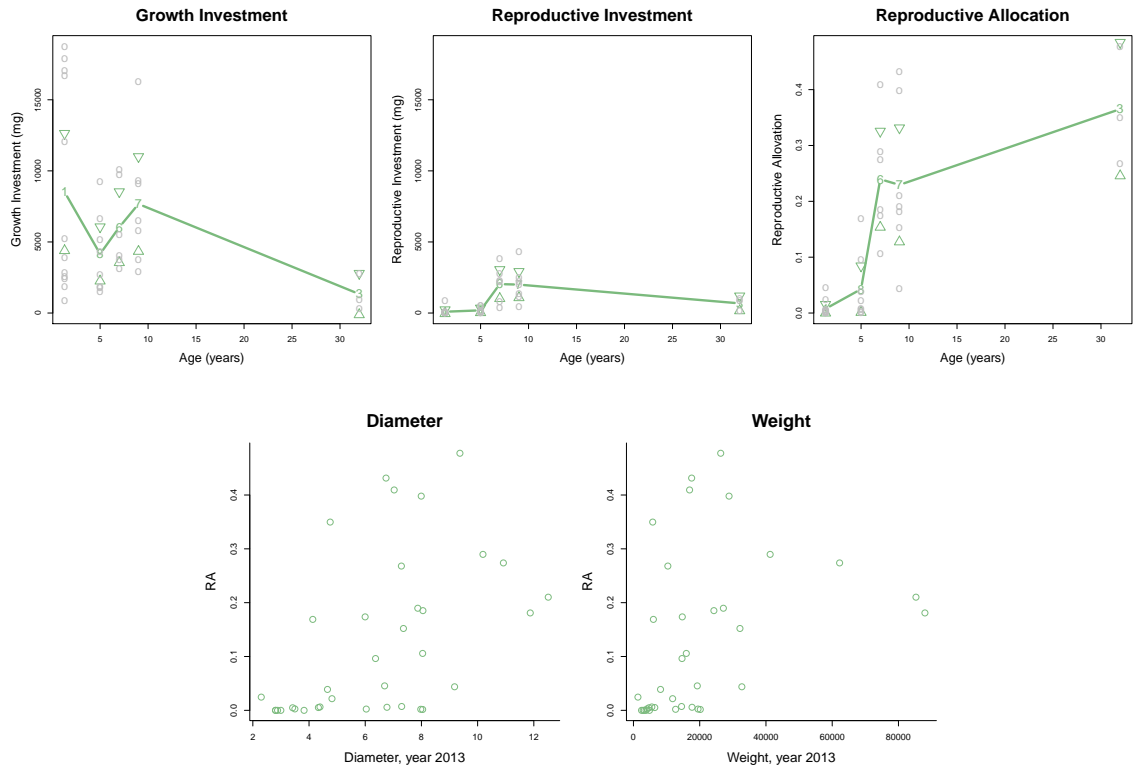 Growth Investment
Growth Investment (mg)
15000
10000
5000
0
1
6
7
3
5 10 15 20 25 30
Age (years)
Reproductive Investment
Reproductive Investment (mg)
15000
10000
5000
0
5 10 15 20 25 30
Age (years)
Reproductive Allocation
Reproductive Allovation
0.4
0.3
0.2
0.1
0.0
6
7
3
5 10 15 20 25 30
Age (years)
Diameter
RA
0.4
0.3
0.2
0.1
0.0
2 4 6 8 10 12
Diameter, year 2013
Weight
RA
0.4
0.3
0.2
0.1
0.0
0 20000 40000 60000 80000
Weight, year 2013